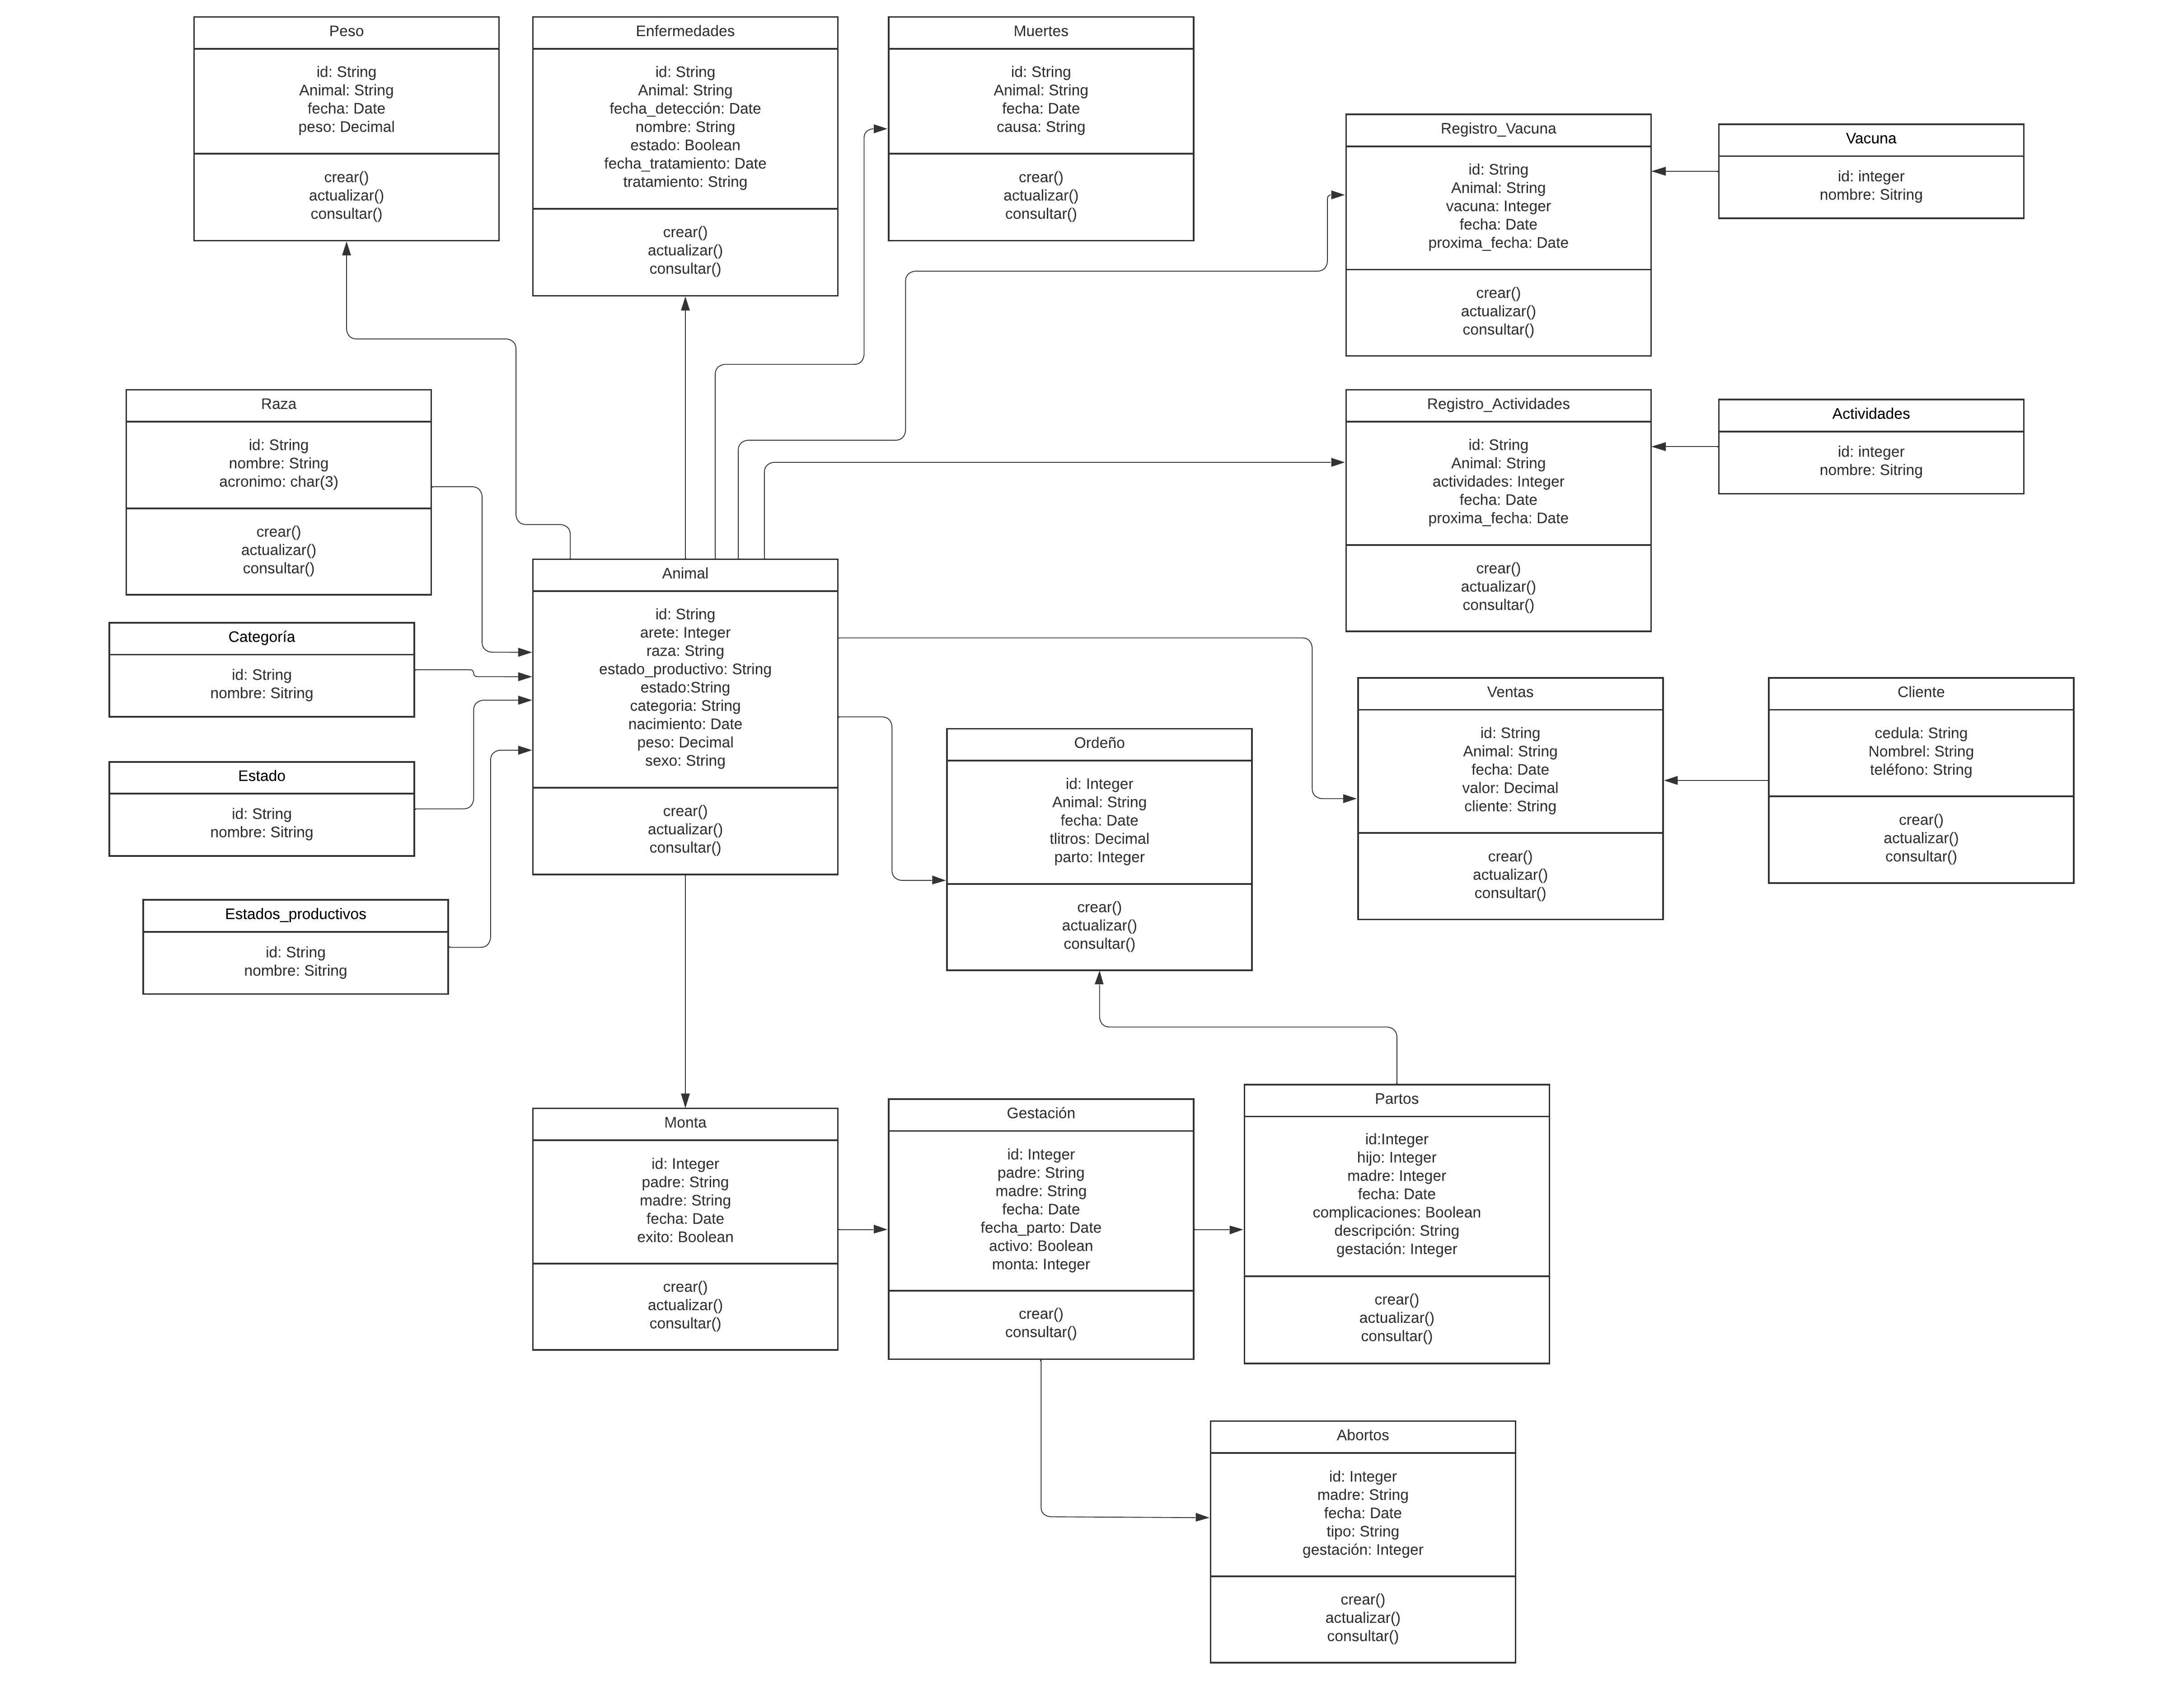 Peso
id: String
Animal: String
fecha: Date
peso: Decimal
crear()
actualizar()
consultar()
Enfermedades
id: String
Animal: String
fecha_detección: Date
nombre: String
estado: Boolean
fecha_tratamiento: Date
tratamiento: String
crear()
actualizar()
consultar()
Muertes
id: String
Animal: String
fecha: Date
causa: String
crear()
actualizar()
consultar()
Registro_Vacuna
id: String
Animal: String
vacuna: Integer
fecha: Date
proxima_fecha: Date
crear()
actualizar()
consultar()
Vacuna
id: integer
nombre: Sitring
Raza
id: String
nombre: String
acronimo: char(3)
crear()
actualizar()
consultar()
Registro_Actividades
id: String
Animal: String
actividades: Integer
fecha: Date
proxima_fecha: Date
crear()
actualizar()
consultar()
Actividades
id: integer
nombre: Sitring
Animal
id: String
arete: Integer
raza: String
estado_productivo: String
estado:String
categoria: String
nacimiento: Date
peso: Decimal
sexo: String
crear()
actualizar()
consultar()
Categoría
id: String
nombre: Sitring
Estado
id: String
nombre: Sitring
Estados_productivos
id: String
nombre: Sitring
Ordeño
id: Integer
Animal: String
fecha: Date
tlitros: Decimal
parto: Integer
crear()
actualizar()
consultar()
Ventas
id: String
Animal: String
fecha: Date
valor: Decimal
cliente: String
crear()
actualizar()
consultar()
Cliente
cedula: String
Nombrel: String
teléfono: String
crear()
actualizar()
consultar()
Monta
id: Integer
padre: String
madre: String
fecha: Date
exito: Boolean
crear()
actualizar()
consultar()
Gestación
id: Integer
padre: String
madre: String
fecha: Date
fecha_parto: Date
activo: Boolean
monta: Integer
crear()
consultar()
Partos
id:Integer
hijo: Integer
madre: Integer
fecha: Date
complicaciones: Boolean
descripción: String
gestación: Integer
crear()
actualizar()
consultar()
Abortos
id: Integer
madre: String
fecha: Date
tipo: String
gestación: Integer
crear()
actualizar()
consultar()